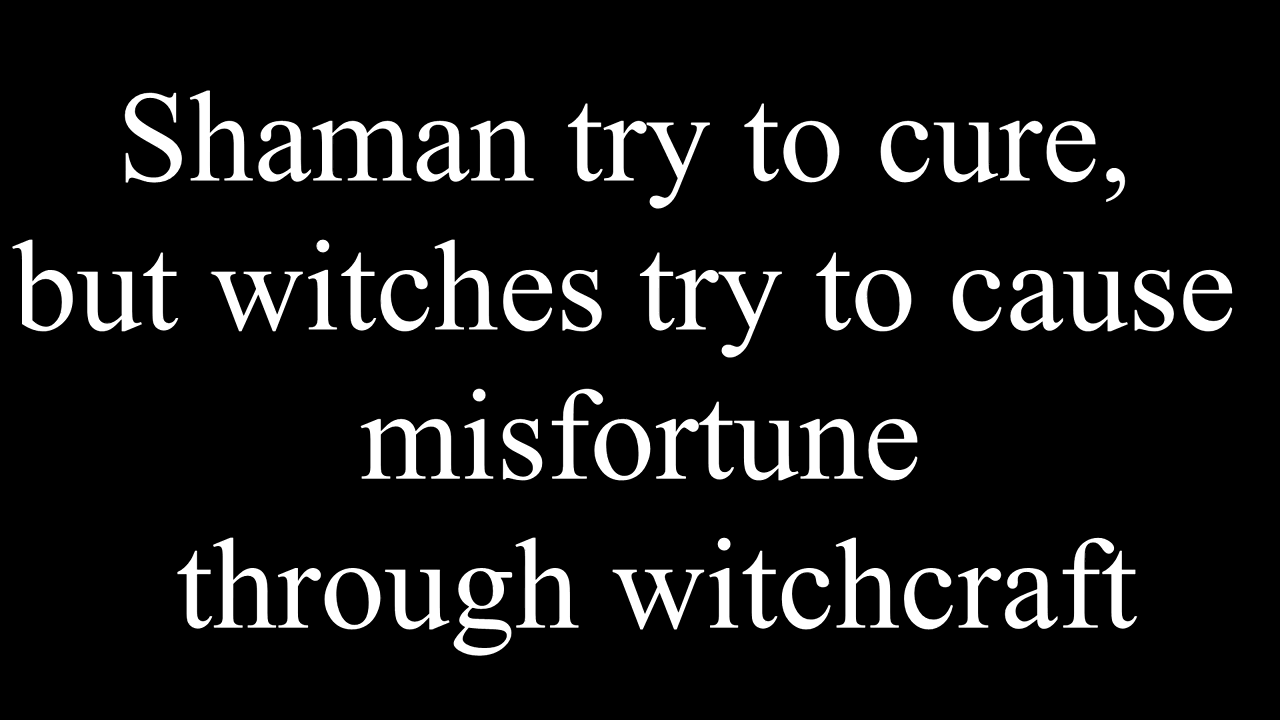 Shaman try to cure,
but witches try to cause
misfortune
through witchcraft